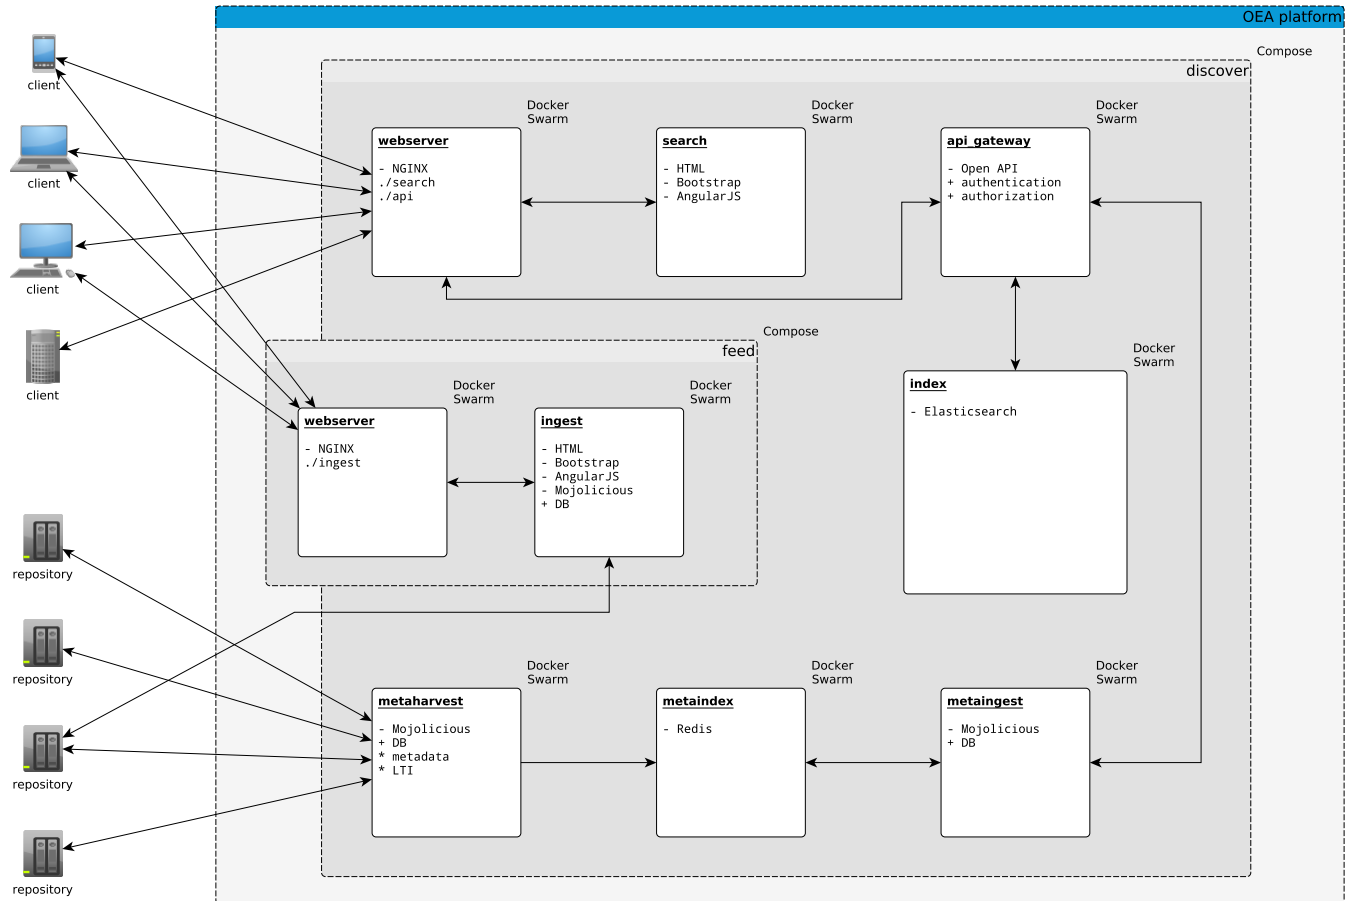 OEA platform
Compose
discover
client
client
client
client
Docker
Swarm
webserver
- NGINX
./search
./api
Docker
Swarm
search
- HTML
- Bootstrap
- AngularJS
Docker
Swarm
api_gateway
- Open API
+ authentication
+ authorization
Compose
feed
Docker
Swarm
webserver
- NGINX
./ingest
Docker
Swarm
ingest
- HTML
- Bootstrap
- AngularJS
- Mojolicious
+ DB
Docker
Swarm
index
- Elasticsearch
repository
repository
repository
repository
Docker
Swarm
metaharvest
- Mojolicious
+ DB
* metadata
* LTI
Docker
Swarm
metaindex
- Redis
Docker
Swarm
metaingest
- Mojolicious
+ DB